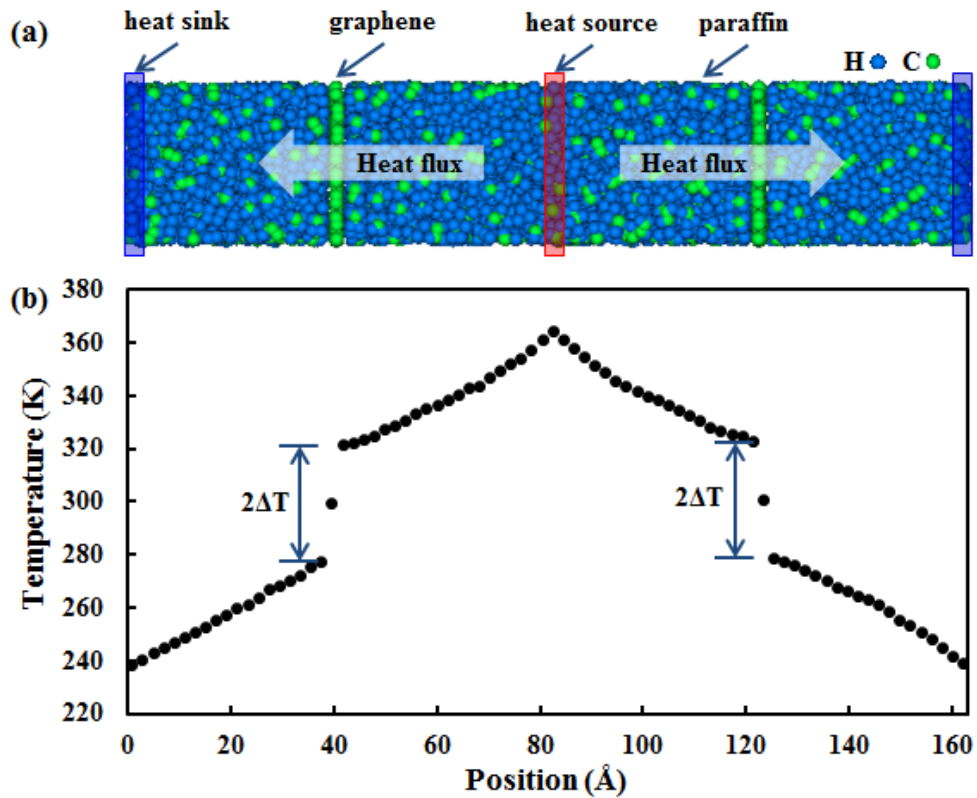 (a) heat sink graphene heat source paraffin
H C
Heat flux Heat flux
(b)
380
360
340
320
300
280
260
240
220
Temperature (K)
2ΔT 2ΔT
0 20 40 60 80 100 120 140 160
Position (Å)